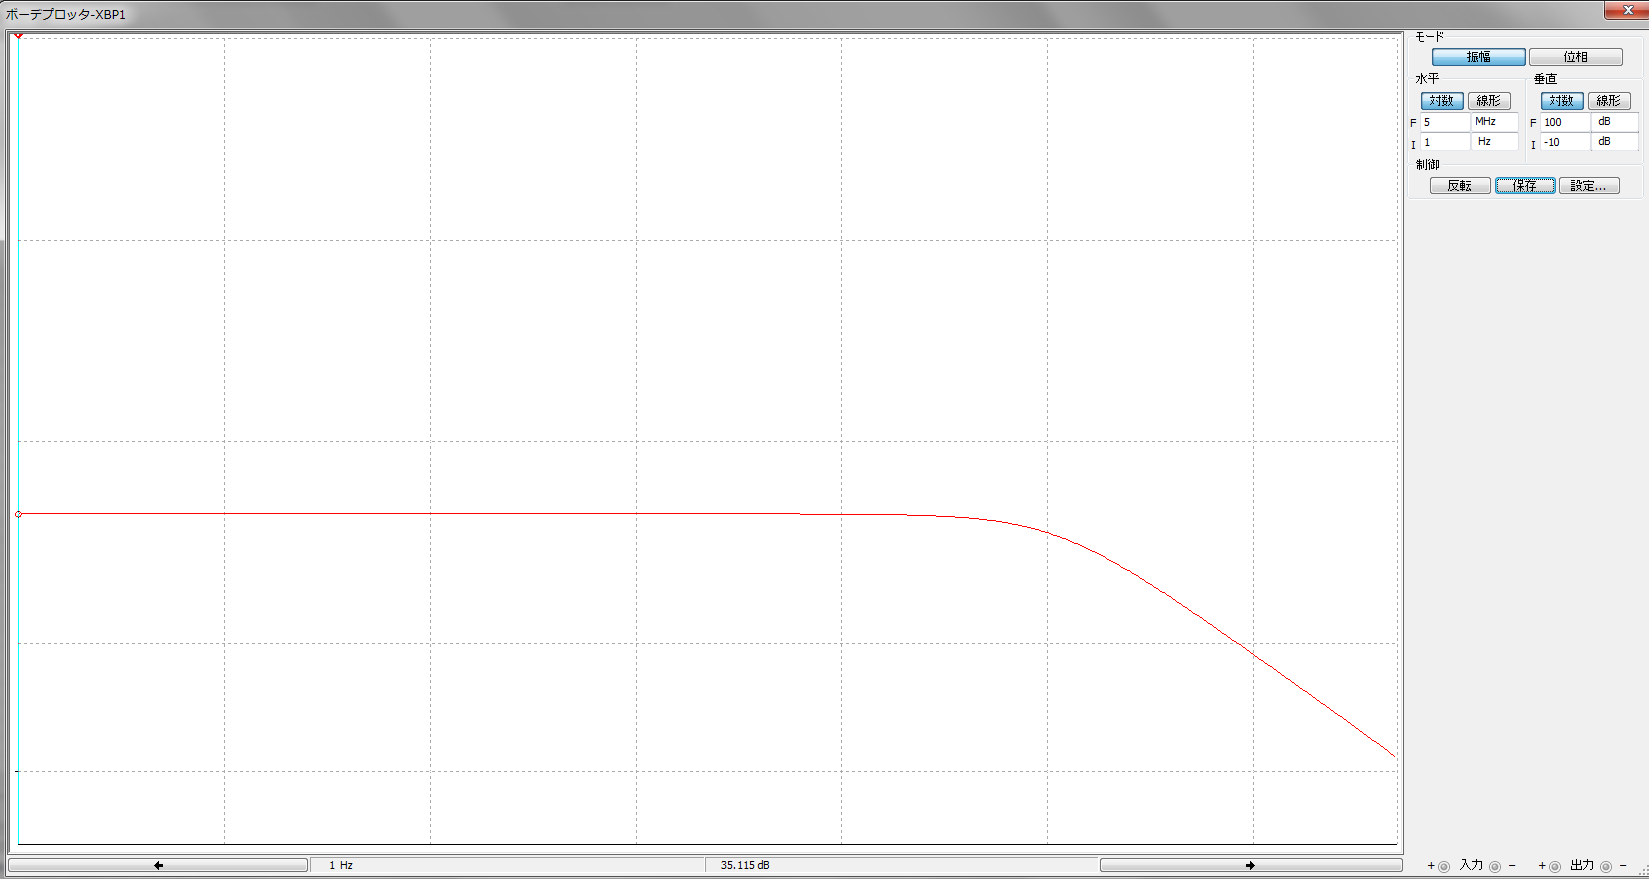 ボーデプロッタ-XBP1
モード
振幅 位相
水平 垂直
対数 線形 対数 線形
F 5 MHz F 100 dB
I 1 Hz I -10 dB
制御
反転 保存 設定...
1 Hz 35.115 dB
+ 入力 - + 出力 -